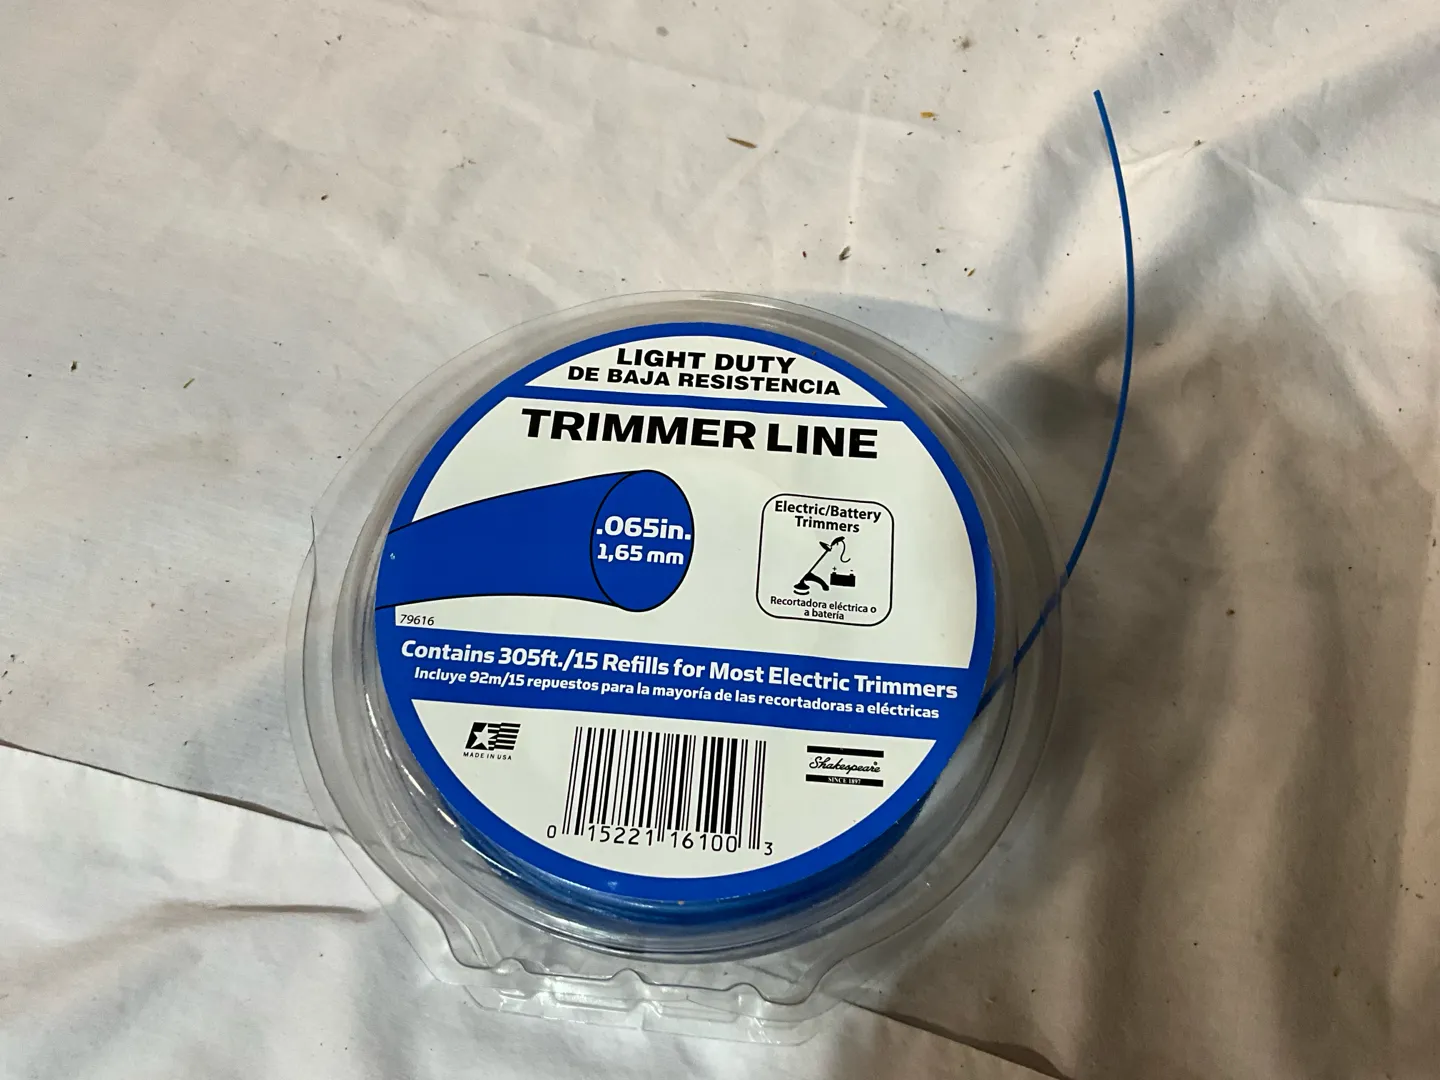 LIGHT DUTY
DE BAJA RESISTENCIA
TRIMMER LINE
.065in.
1,65 mm
Electric/Battery
Trimmers
Recortadora eléctrica o
a batería
79616
Contains 305ft./15 Refills for Most Electric Trimmers
Incluye 92m/15 repuestos para la mayoría de las recortadoras a eléctricas
MADE IN USA
Shakespeare
SINCE 1897
0 15221 16100 3